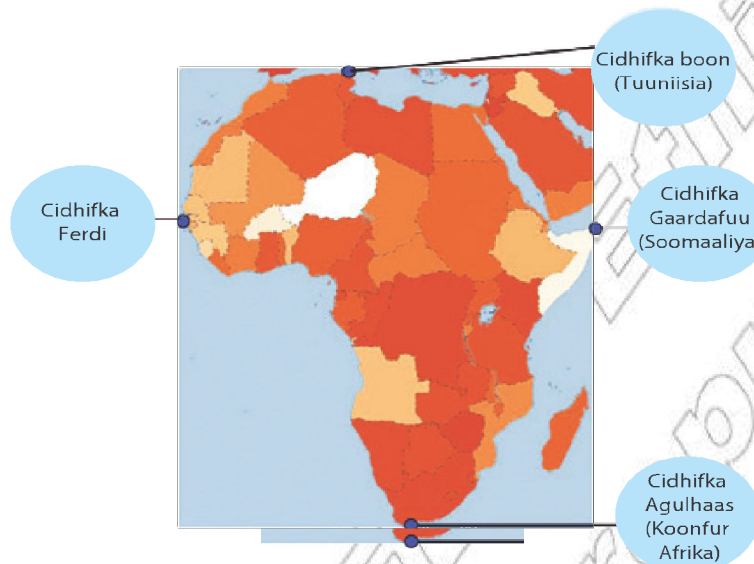 Cidhifka boon
(Tuuniisia)
Cidhifka
Ferdi
Cidhifka
Gaardafuu
(Soomaaliya
Cidhifka
Agulhaas
(Koonfur
Afrika)